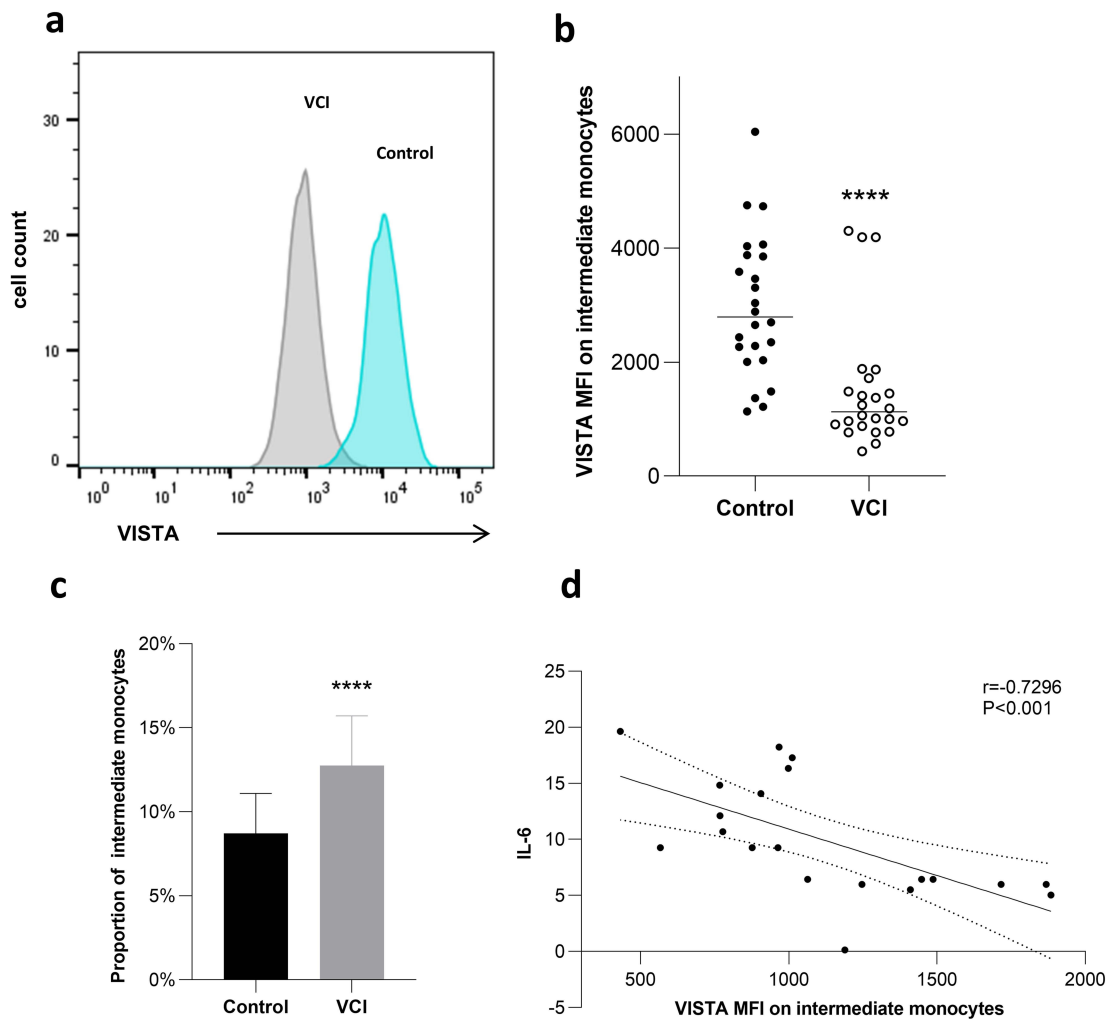 a
VCI
Control
cell count
30
20
10
0
10^0 10^1 10^2 10^3 10^4 10^5
VISTA
b
VISTA MFI on intermediate monocytes
6000
4000
2000
0
****
Control VCI
c
Proportion of intermediate monocytes
20%
15%
10%
5%
0%
****
Control VCI
d
IL-6
25
20
15
10
5
0
-5
r=-0.7296
P<0.001
500 1000 1500 2000
VISTA MFI on intermediate monocytes